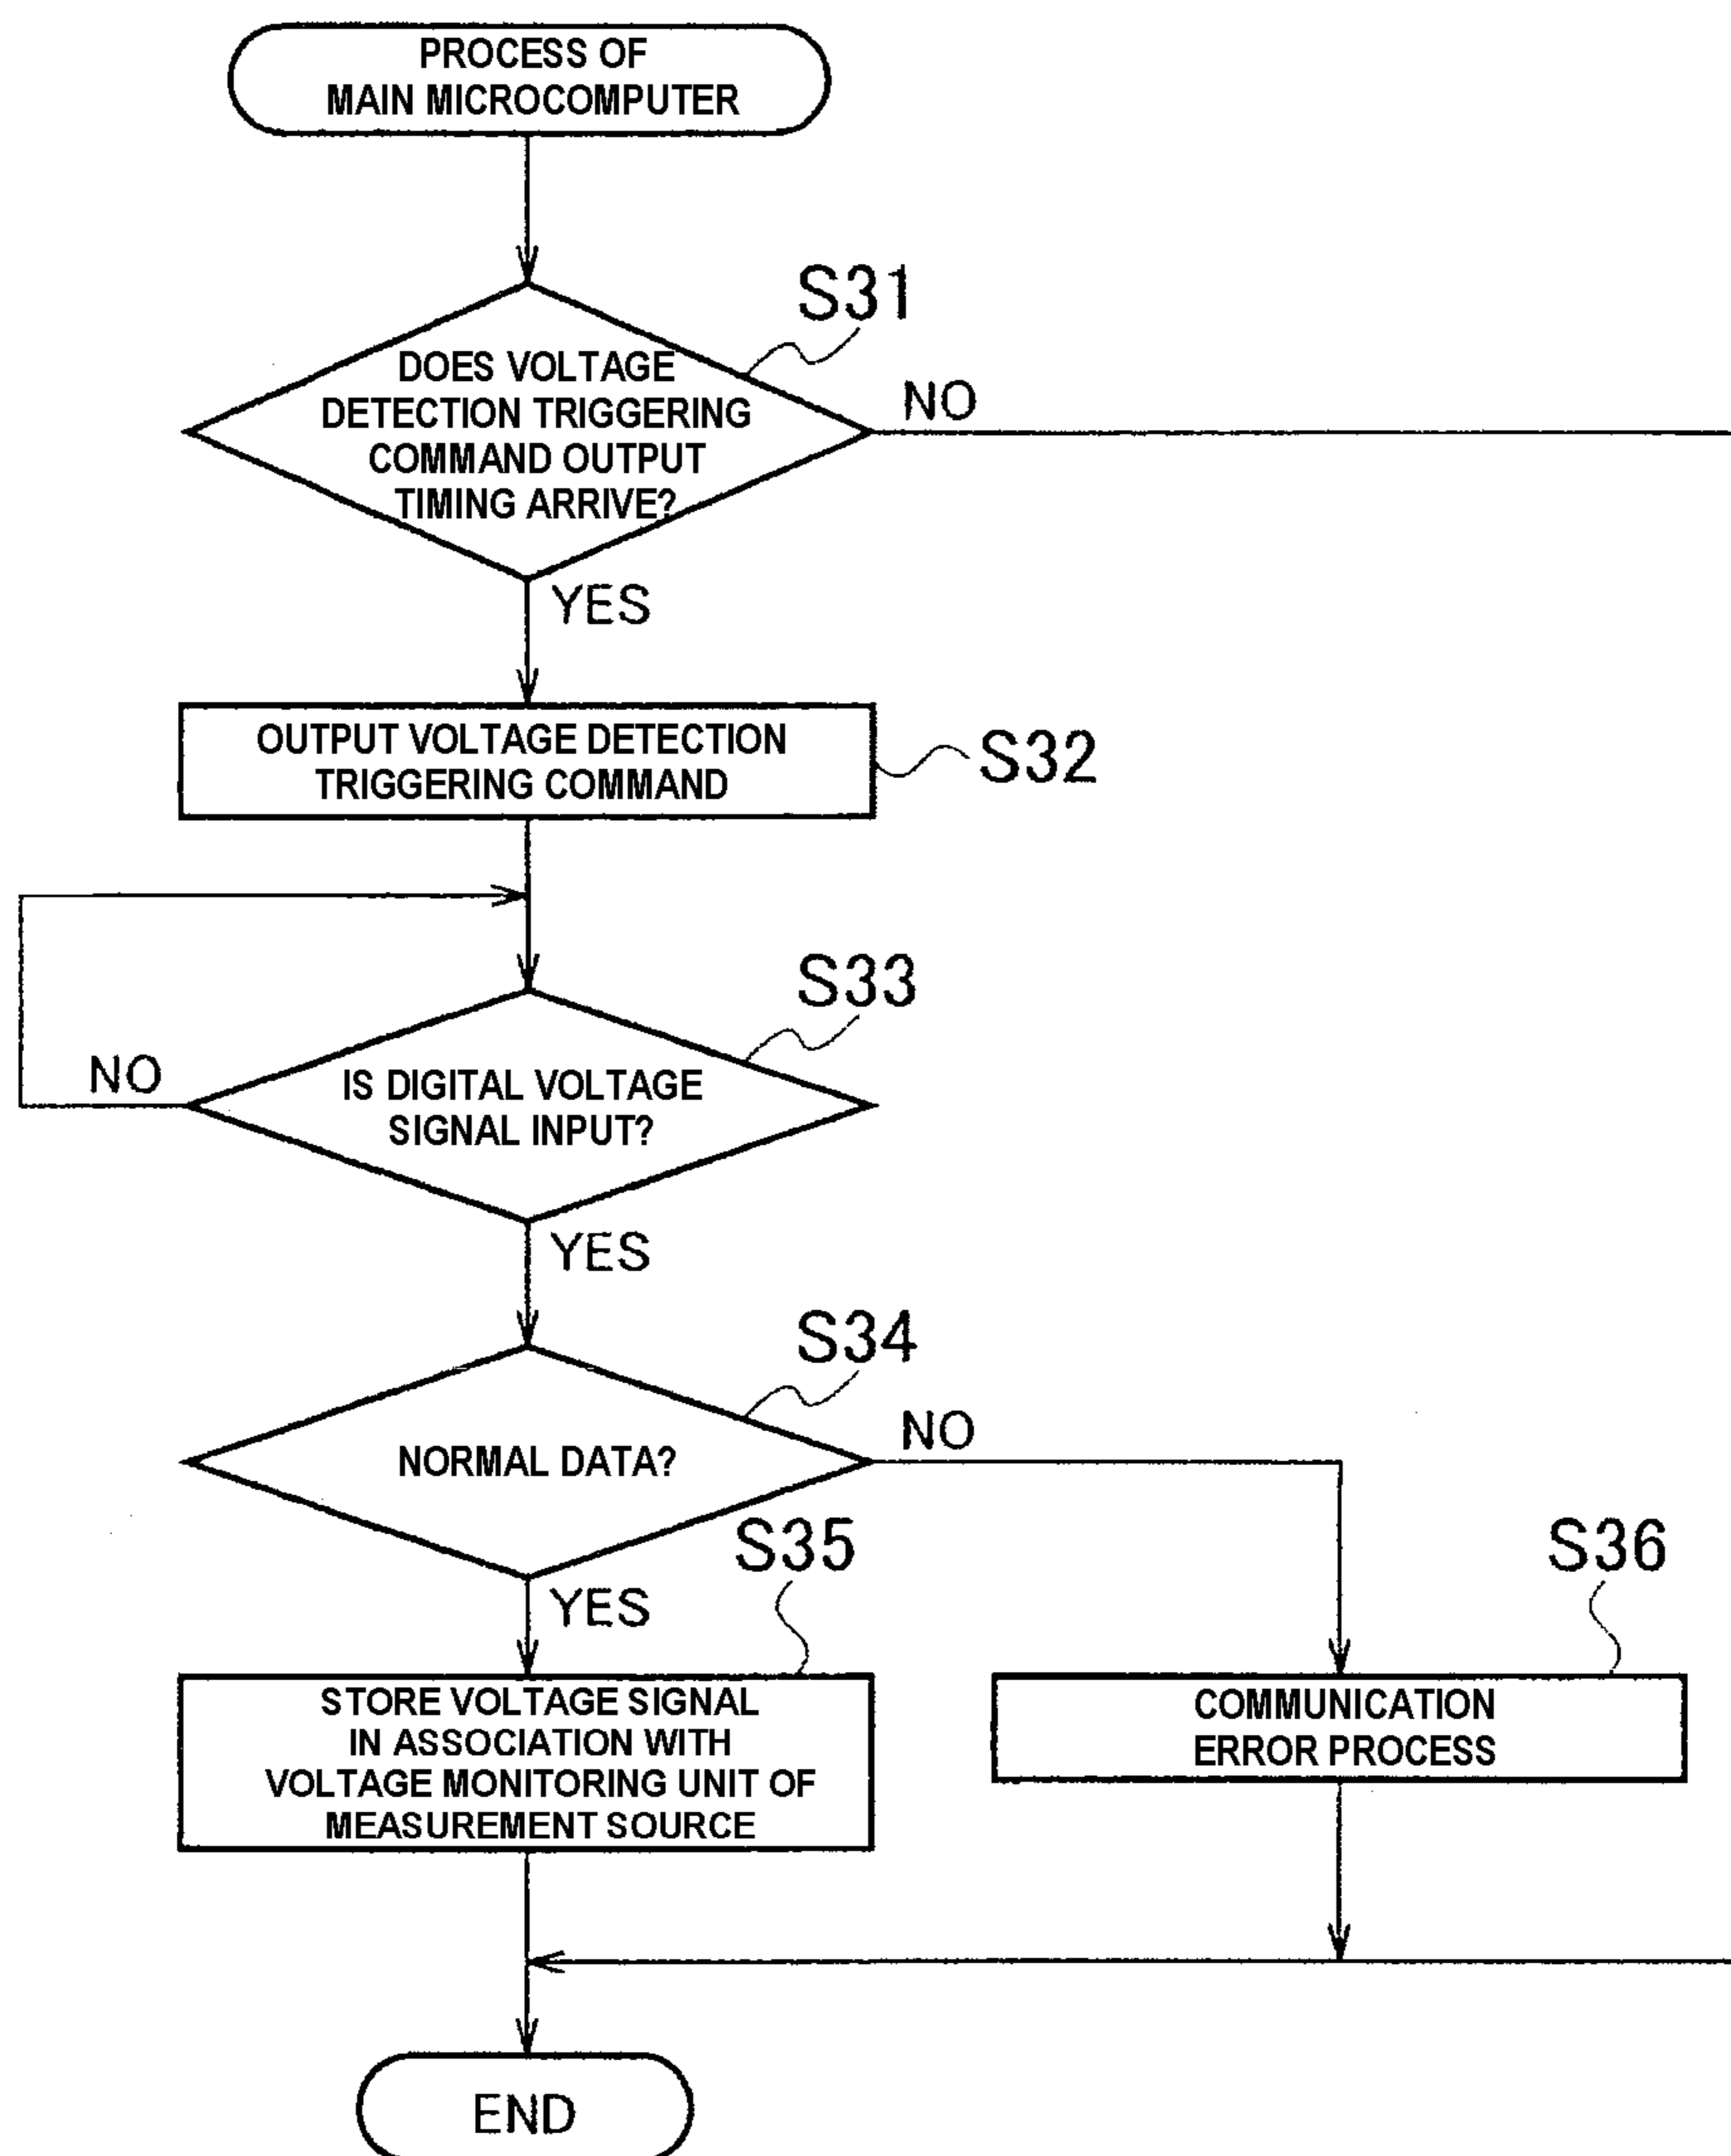 PROCESS OF
MAIN MICROCOMPUTER
S31
DOES VOLTAGE
DETECTION TRIGGERING
COMMAND OUTPUT
TIMING ARRIVE?
NO
YES
OUTPUT VOLTAGE DETECTION
TRIGGERING COMMAND
S32
S33
NO
IS DIGITAL VOLTAGE
SIGNAL INPUT?
YES
S34
NO
NORMAL DATA?
S35
S36
YES
STORE VOLTAGE SIGNAL
IN ASSOCIATION WITH
VOLTAGE MONITORING UNIT OF
MEASUREMENT SOURCE
COMMUNICATION
ERROR PROCESS
END